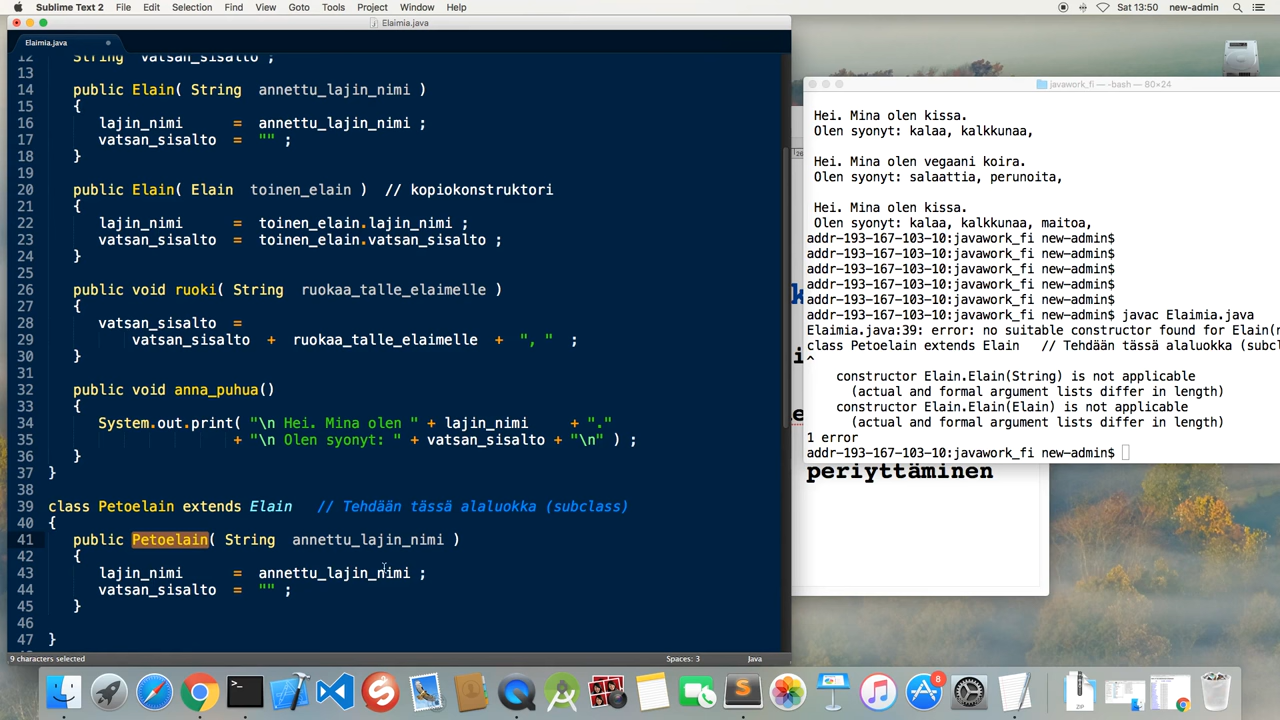 Sublime Text 2 File Edit Selection Find View Goto Tools Project Window Help
Sat 13:50 new-admin
Elaimia.java
Elaimia.java
12 String vatsan_sisalto ;
13
14 public Elain( String annettu_lajin_nimi )
15 {
16 lajin_nimi = annettu_lajin_nimi ;
17 vatsan_sisalto = "" ;
18 }
19
20 public Elain( Elain toinen_elain ) // kopiokonstruktori
21 {
22 lajin_nimi = toinen_elain.lajin_nimi ;
23 vatsan_sisalto = toinen_elain.vatsan_sisalto ;
24 }
25
26 public void ruoki( String ruokaa_talle_elaimelle )
27 {
28 vatsan_sisalto =
29 vatsan_sisalto + ruokaa_talle_elaimelle + ", " ;
30 }
31
32 public void anna_puhua()
33 {
34 System.out.print( "\n Hei. Mina olen " + lajin_nimi + "."
35 + "\n Olen syonyt: " + vatsan_sisalto + "\n" ) ;
36 }
37 }
38
39 class Petoelain extends Elain // Tehdään tässä alaluokka (subclass)
40 {
41 public Petoelain( String annettu_lajin_nimi )
42 {
43 lajin_nimi = annettu_lajin_nimi ;
44 vatsan_sisalto = "" ;
45 }
46
47 }
9 characters selected
Spaces: 3
Java
javawork_fi — -bash — 80×24
Hei. Mina olen kissa.
Olen syonyt: kalaa, kalkkunaa,
Hei. Mina olen vegaani koira.
Olen syonyt: salaattia, perunoita,
Hei. Mina olen kissa.
Olen syonyt: kalaa, kalkkunaa, maitoa,
addr-193-167-103-10:javawork_fi new-admin$
addr-193-167-103-10:javawork_fi new-admin$
addr-193-167-103-10:javawork_fi new-admin$
addr-193-167-103-10:javawork_fi new-admin$
addr-193-167-103-10:javawork_fi new-admin$
addr-193-167-103-10:javawork_fi new-admin$ javac Elaimia.java
Elaimia.java:39: error: no suitable constructor found for Elain(
class Petoelain extends Elain // Tehdään tässä alaluokka (subcl
^
constructor Elain.Elain(String) is not applicable
(actual and formal argument lists differ in length)
constructor Elain.Elain(Elain) is not applicable
(actual and formal argument lists differ in length)
1 error
addr-193-167-103-10:javawork_fi new-admin$
periyttäminen
8
ZIP